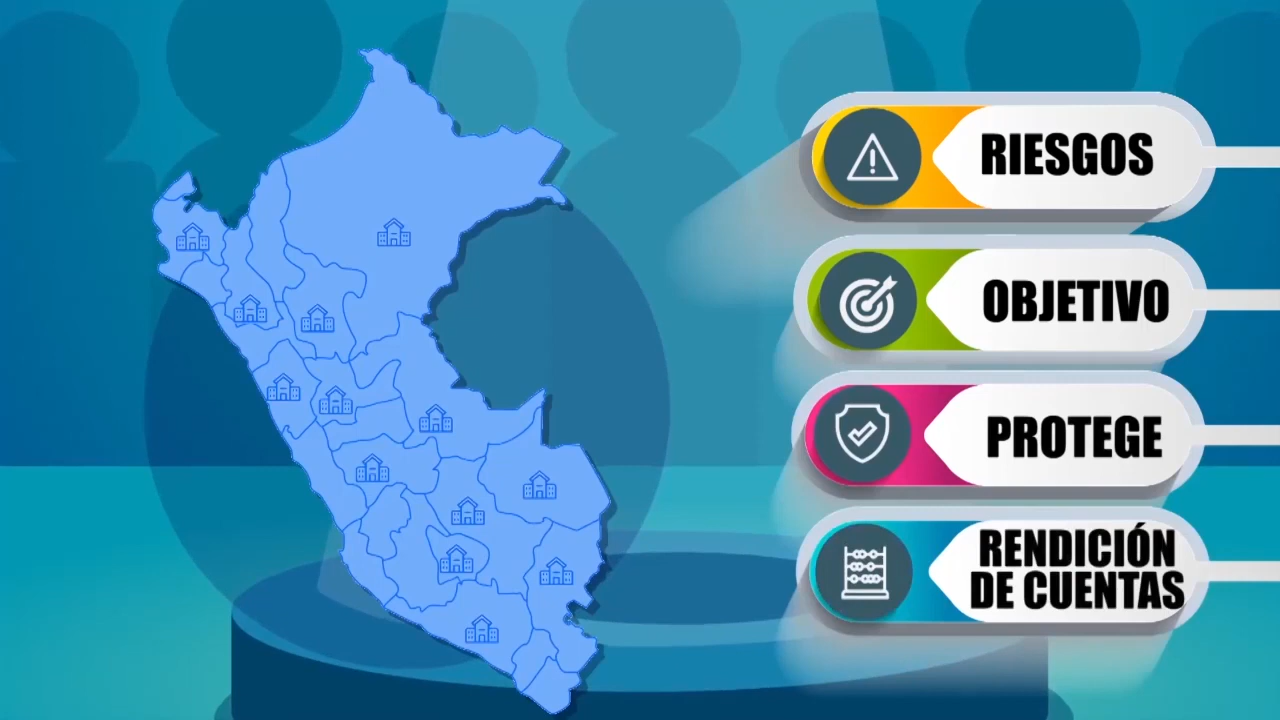 RIESGOS
OBJETIVO
PROTEGE
RENDICIÓN
DE CUENTAS